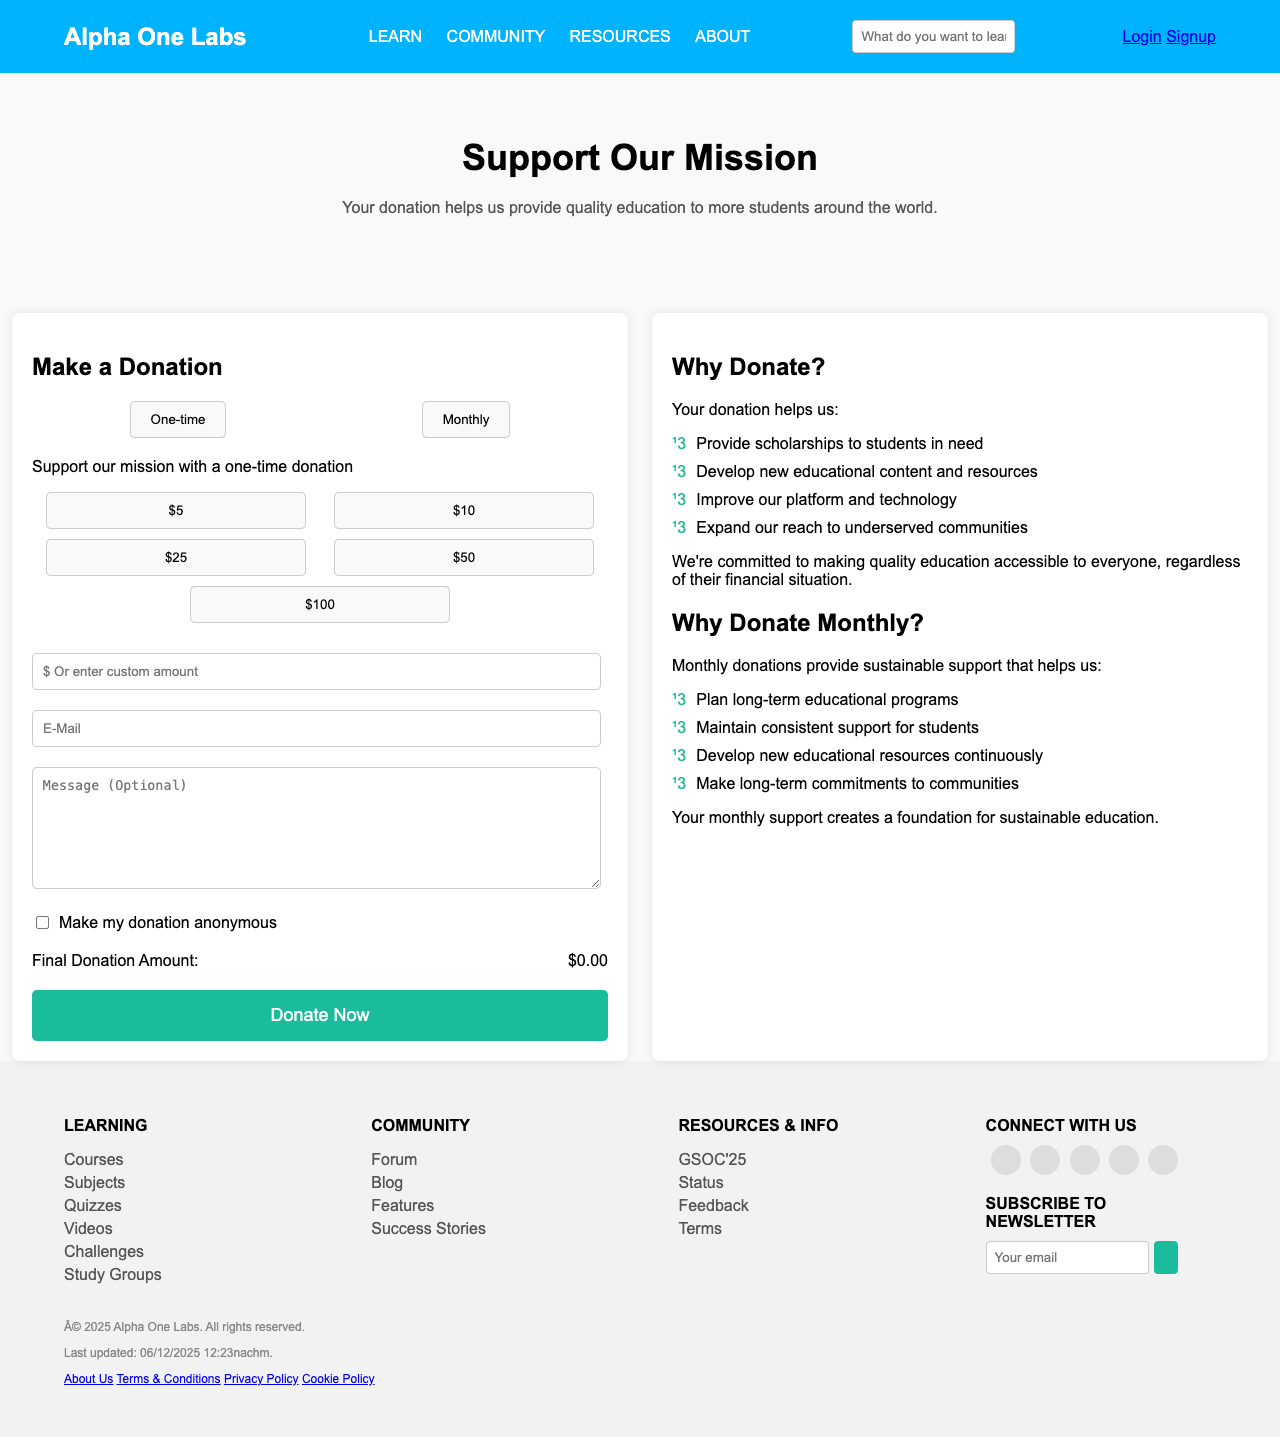 Alpha One Labs
LEARN COMMUNITY RESOURCES ABOUT
What do you want to lear
Login Signup
Support Our Mission
Your donation helps us provide quality education to more students around the world.
Make a Donation
One-time Monthly
Support our mission with a one-time donation
$5 $10
$25 $50
$100
$ Or enter custom amount
E-Mail
Message (Optional)
Make my donation anonymous
Final Donation Amount: $0.00
Donate Now
Why Donate?
Your donation helps us:
¹3 Provide scholarships to students in need
¹3 Develop new educational content and resources
¹3 Improve our platform and technology
¹3 Expand our reach to underserved communities
We're committed to making quality education accessible to everyone, regardless
of their financial situation.
Why Donate Monthly?
Monthly donations provide sustainable support that helps us:
¹3 Plan long-term educational programs
¹3 Maintain consistent support for students
¹3 Develop new educational resources continuously
¹3 Make long-term commitments to communities
Your monthly support creates a foundation for sustainable education.
LEARNING
Courses
Subjects
Quizzes
Videos
Challenges
Study Groups
COMMUNITY
Forum
Blog
Features
Success Stories
RESOURCES & INFO
GSOC'25
Status
Feedback
Terms
CONNECT WITH US
SUBSCRIBE TO
NEWSLETTER
Your email
Â© 2025 Alpha One Labs. All rights reserved.
Last updated: 06/12/2025 12:23nachm.
About Us Terms & Conditions Privacy Policy Cookie Policy